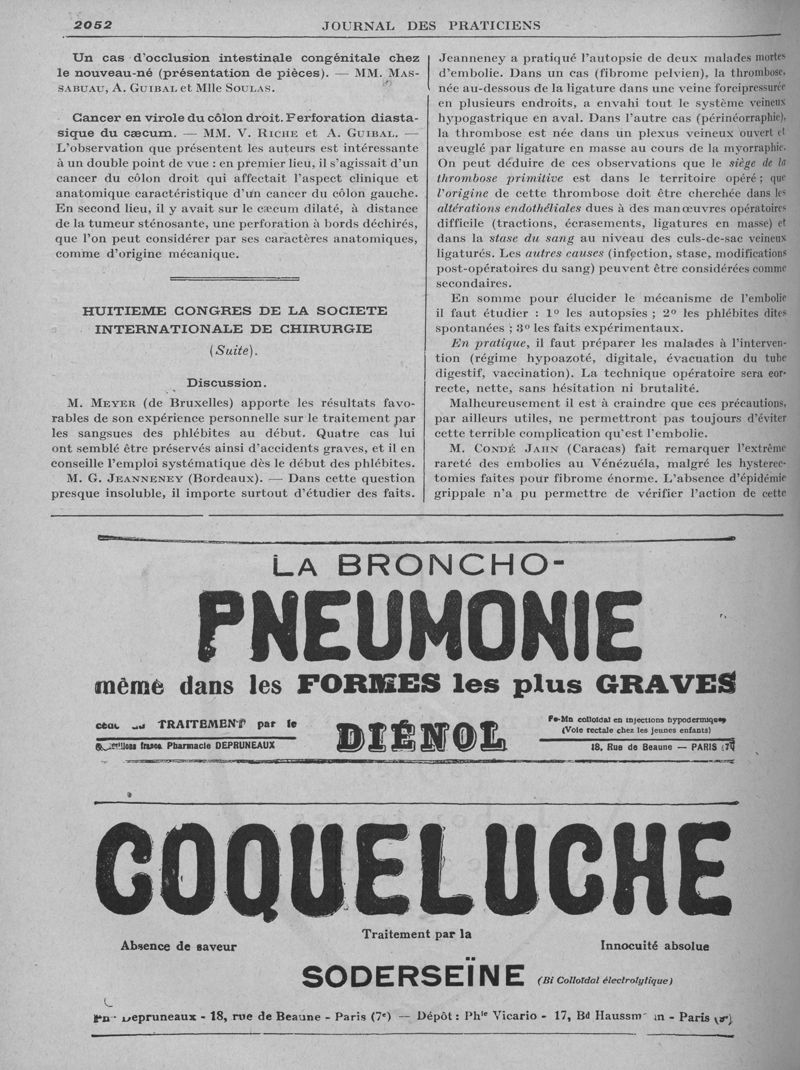 2052
JOURNAL DES PRATICIENS
Un cas d'occlusion intestinale congénitale chez
le nouveau-né (présentation de pièces). — MM. MAS-
SABUAU, A. GUIBAL et Mlle SOULAS.
Cancer en virole du côlon droit. Perforation diasta-
sique du cæcum. — MM. V. RICHE et A. GUIBAL. —
L'observation que présentent les auteurs est intéressante
à un double point de vue : en premier lieu, il s'agissait d'un
cancer du côlon droit qui affectait l'aspect clinique et
anatomique caractéristique d'un cancer du côlon gauche.
En second lieu, il y avait sur le cæcum dilaté, à distance
de la tumeur sténosante, une perforation à bords déchirés,
que l'on peut considérer par ses caractères anatomiques,
comme d'origine mécanique.
HUITIEME CONGRES DE LA SOCIETE
INTERNATIONALE DE CHIRURGIE
(Suite).
Discussion.
M. MEYER (de Bruxelles) apporte les résultats favo-
rables de son expérience personnelle sur le traitement par
les sangsues des phlébites au début. Quatre cas lui
ont semblé être préservés ainsi d'accidents graves, et il en
conseille l'emploi systématique dès le début des phlébites.
M. G. JEANNENEY (Bordeaux). — Dans cette question
presque insoluble, il importe surtout d'étudier des faits.
Jeanneney a pratiqué l'autopsie de deux malades mortes
d'embolie. Dans un cas (fibrome pelvien), la thrombose,
née au-dessous de la ligature dans une veine forcipressurée
en plusieurs endroits, a envahi tout le système veineux
hypogastrique en aval. Dans l'autre cas (périnéorraphie),
la thrombose est née dans un plexus veineux ouvert et
aveuglé par ligature en masse au cours de la myorraphie.
On peut déduire de ces observations que le siège de la
thrombose primitive est dans le territoire opéré ; que
l'origine de cette thrombose doit être cherchée dans les
altérations endothéliales dues à des manœuvres opératoires
difficile (tractions, écrasements, ligatures en masse) et
dans la stase du sang au niveau des culs-de-sac veineux
ligaturés. Les autres causes (infection, stase, modifications
post-opératoires du sang) peuvent être considérées comme
secondaires.
En somme pour élucider le mécanisme de l'embolie
il faut étudier : 1º les autopsies ; 2º les phlébites dites
spontanées ; 3º les faits expérimentaux.
En pratique, il faut préparer les malades à l'interven-
tion (régime hypoazoté, digitale, évacuation du tube
digestif, vaccination). La technique opératoire sera cor-
recte, nette, sans hésitation ni brutalité.
Malheureusement il est à craindre que ces précautions,
par ailleurs utiles, ne permettront pas toujours d'éviter
cette terrible complication qu'est l'embolie.
M. CONDÉ JAHN (Caracas) fait remarquer l'extrême
rareté des embolies au Vénézuéla, malgré les hysterec-
tomies faites pour fibrome énorme. L'absence d'épidémie
grippale n'a pu permettre de vérifier l'action de cette
LA BRONCHO-
PNEUMONIE
même dans les FORMES les plus GRAVES
TRAITEMENT par le
Pharmacie DEPRUNEAUX
DIÉNOL
Fe-Mn colloïdal en injections hypodermiques
(Voie rectale chez les jeunes enfants)
18, Rue de Beaune — PARIS (7e)
COQUELUCHE
Traitement par la
Absence de saveur
Innocuité absolue
SODERSEÏNE (Bi Colloïdal électrolytique)
Depruneaux - 18, rue de Beaune - Paris (7e) — Dépôt : Phie Vicario - 17, Bd Haussmann - Paris